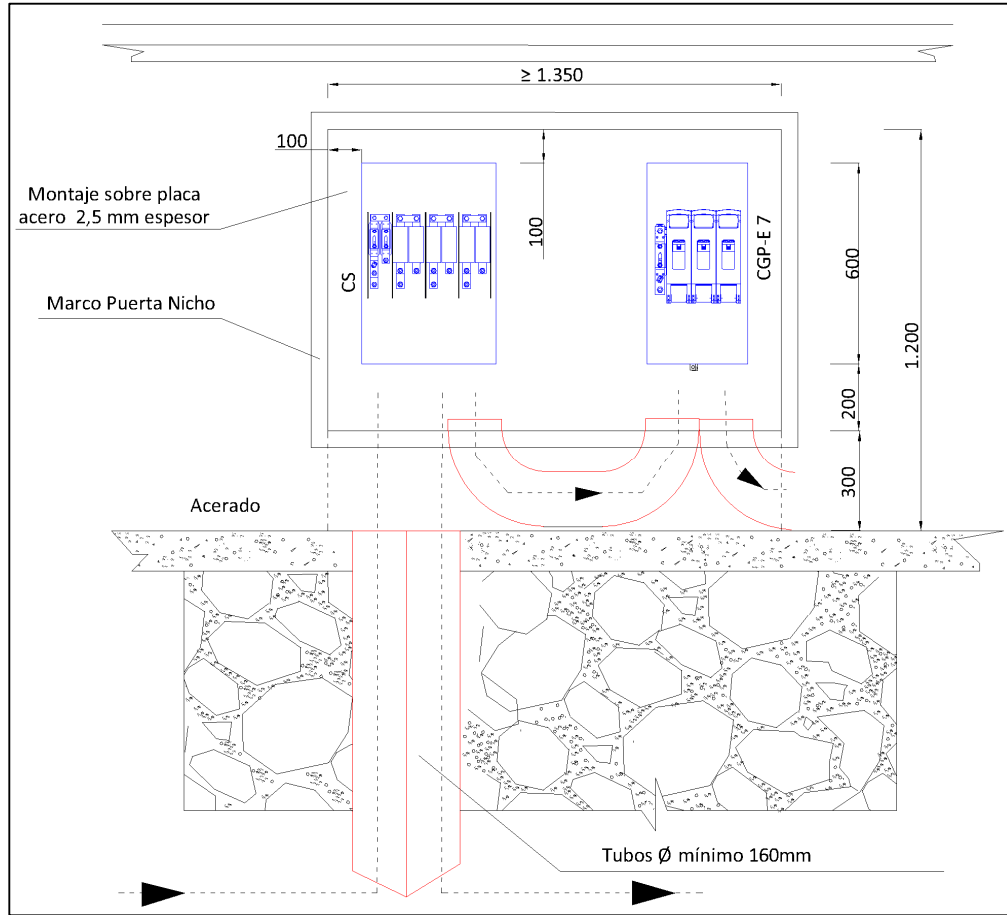 ≥ 1.350
100
Montaje sobre placa
acero 2,5 mm espesor
100
CS
CGP-E 7
600
1.200
Marco Puerta Nicho
200
300
Acerado
Tubos Ø mínimo 160mm